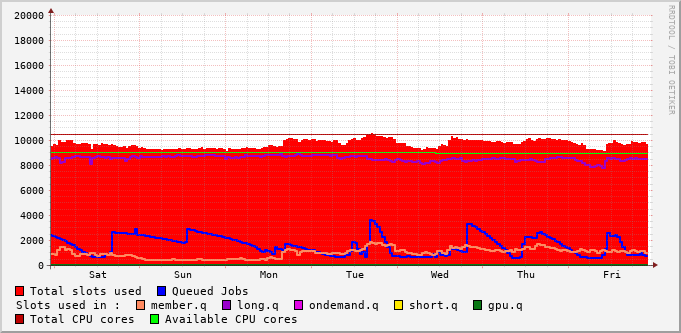 20000
18000
16000
14000
12000
10000
8000
6000
4000
2000
0
Sat Sun Mon Tue Wed Thu Fri
Total slots used Queued Jobs
Slots used in : member.q long.q ondemand.q short.q gpu.q
Total CPU cores Available CPU cores
RRDTOOL / TOBI OETIKER